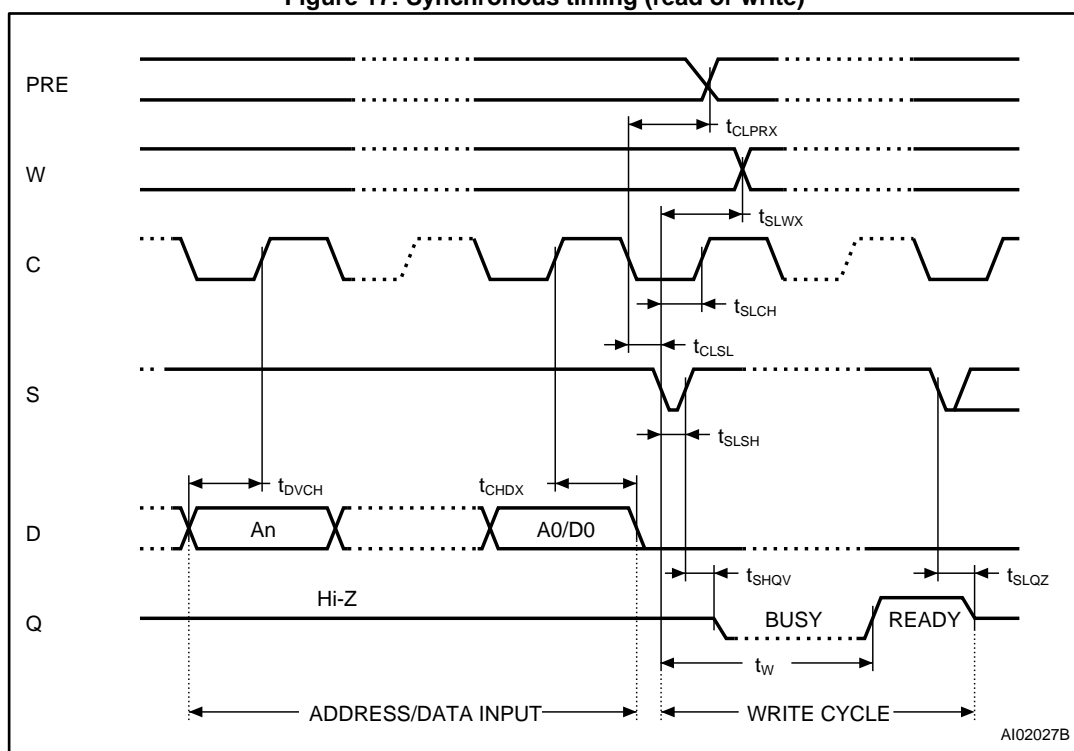 Figure 17. Synchronous timing (read or write)
PRE
tCLPRX
W
tSLWX
C
tSLCH
tCLSL
S
tSLSH
tDVCH
tCHDX
D
An
A0/D0
tSHQV
tSLQZ
Hi-Z
Q
BUSY
READY
tW
ADDRESS/DATA INPUT
WRITE CYCLE
AI02027B